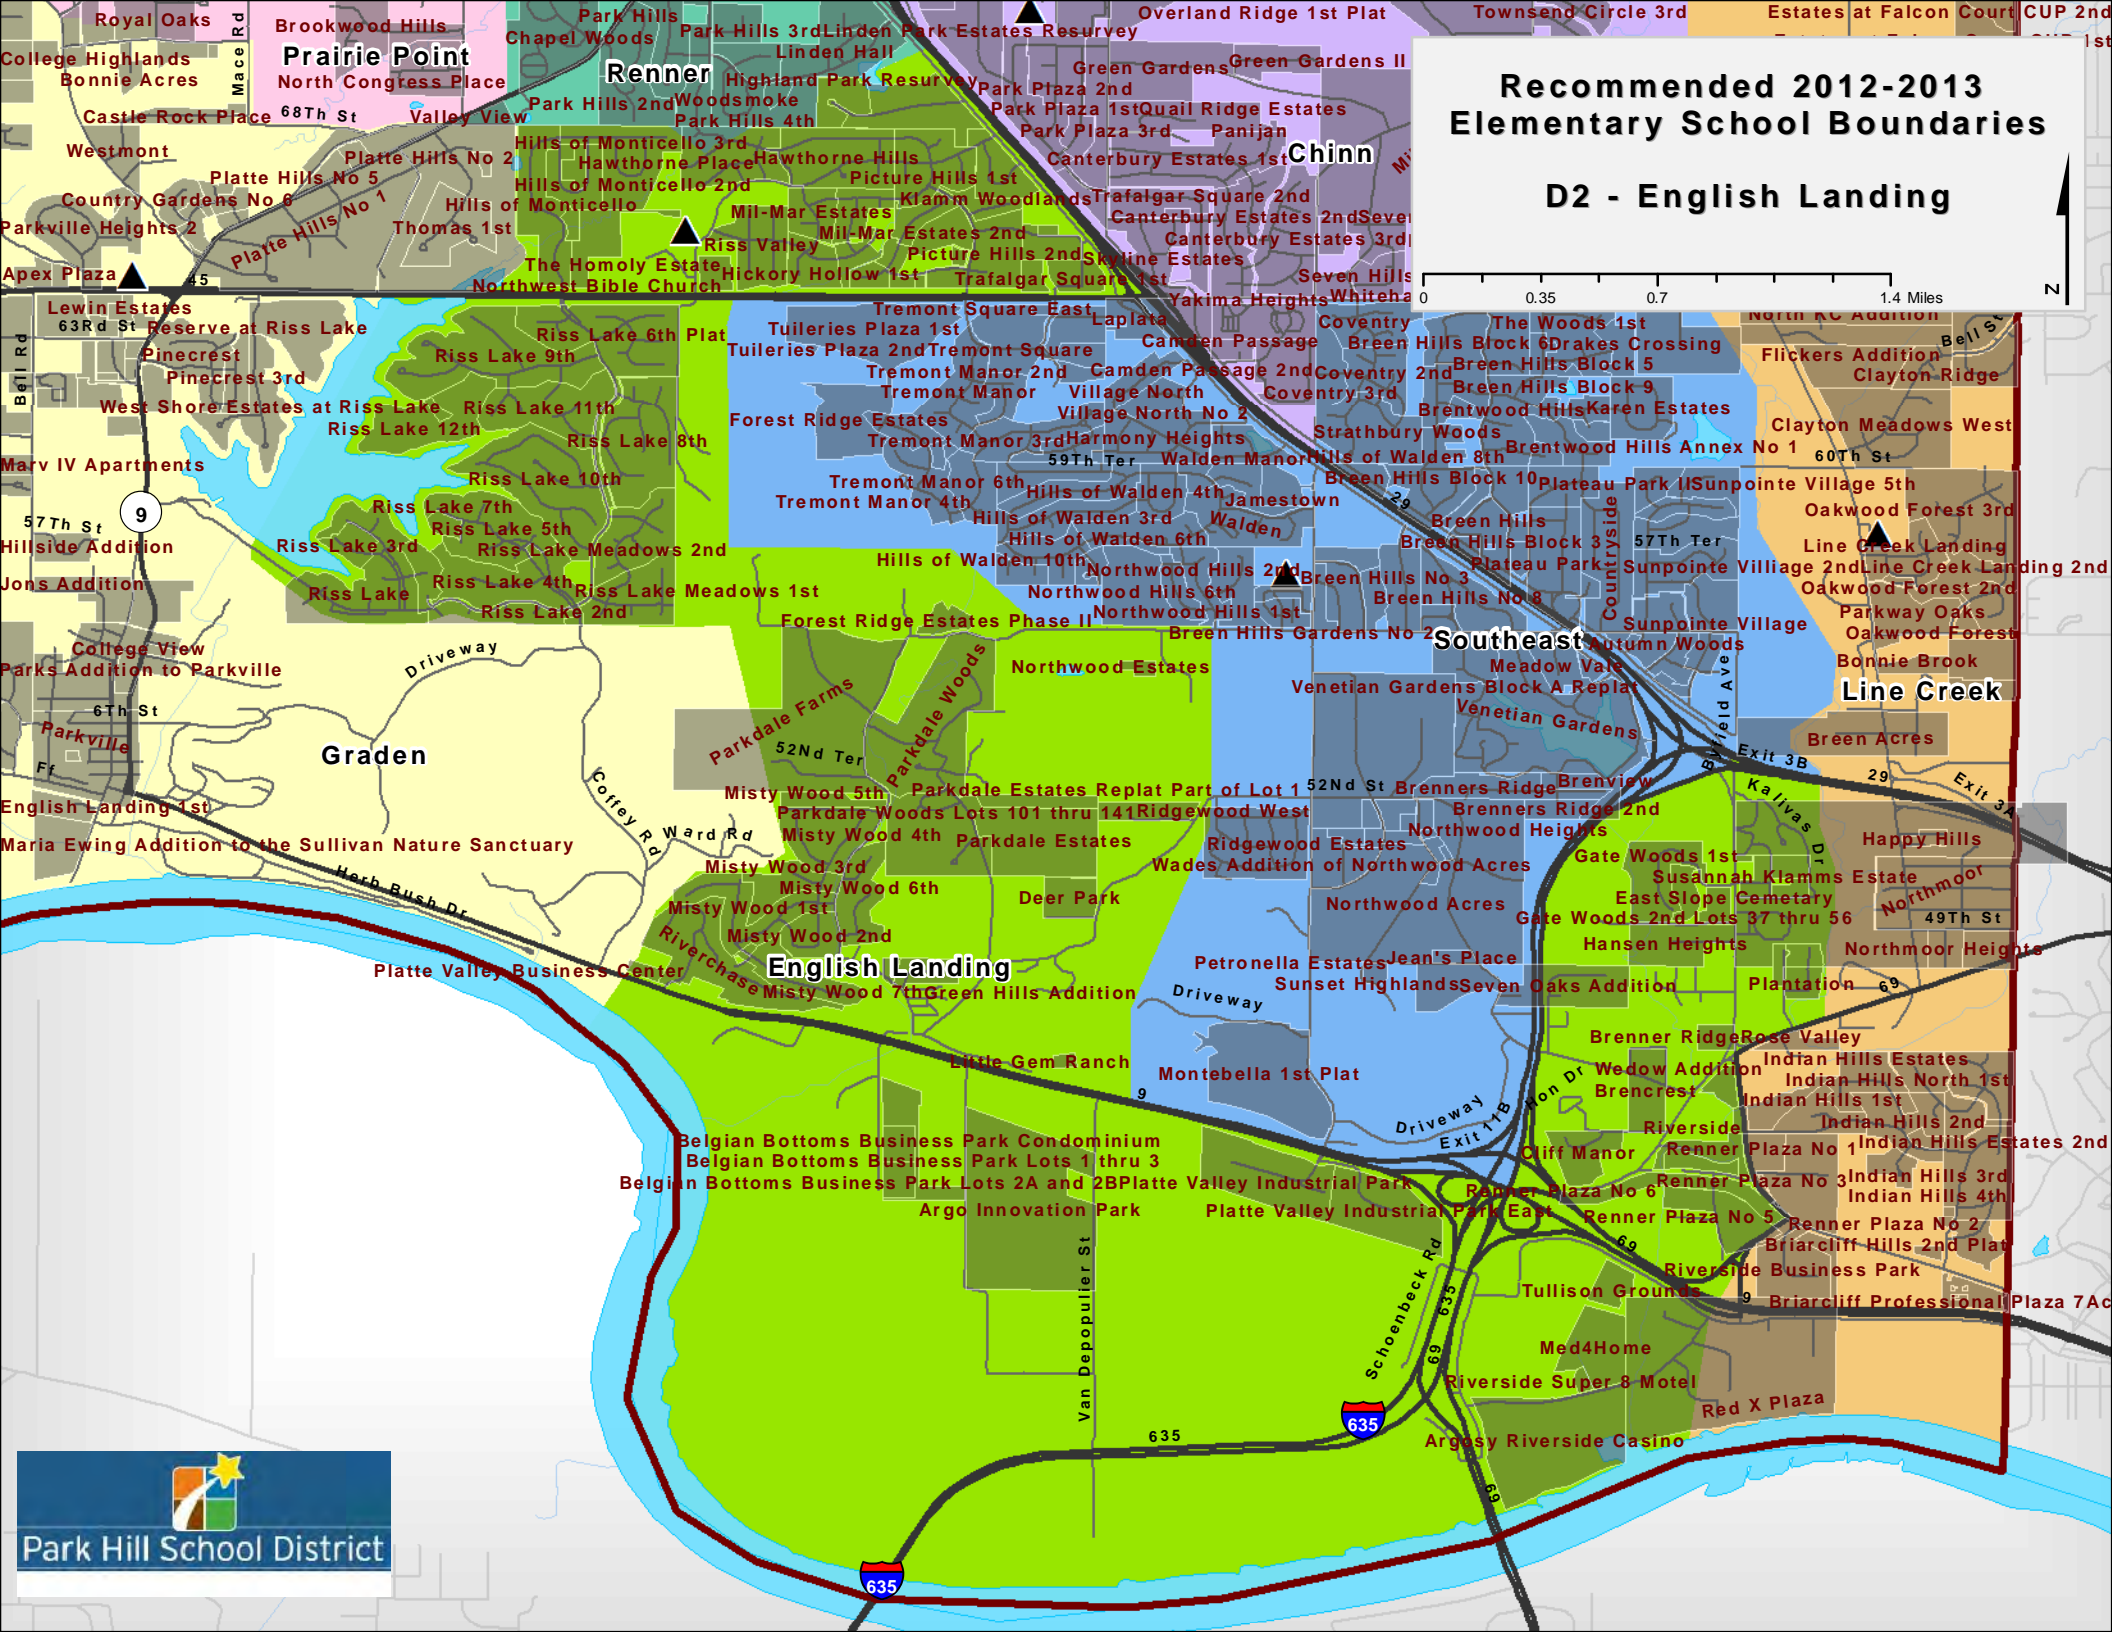 Royal Oaks
Mace Rd
Brookwood Hills
Park Hills
Chapel Woods
Park Hills 3rd
Linden Park Estates Resurvey
Overland Ridge 1st Plat
Townsend Circle 3rd
Estates at Falcon Court
CUP 2nd
College Highlands
Prairie Point
Renner
Linden Hall
Green Gardens
Green Gardens II
Bonnie Acres
North Congress Place
Highland Park Resurvey
Park Plaza 2nd
Castle Rock Place
68Th St
Valley View
Park Hills 2nd
Woodsmoke
Park Hills 4th
Park Plaza 1st
Quail Ridge Estates
Park Plaza 3rd
Panijan
Westmont
Platte Hills No 2
Hills of Monticello 3rd
Hawthorne Place
Hawthorne Hills
Canterbury Estates 1st
Chinn
Platte Hills No 5
Hills of Monticello 2nd
Picture Hills 1st
Country Gardens No 6
Platte Hills No 1
Hills of Monticello
Klamm Woodlands
Trafalgar Square 2nd
Parkville Heights 2
Thomas 1st
Mil-Mar Estates
Mil-Mar Estates 2nd
Canterbury Estates 2nd
Canterbury Estates 3rd
Riss Valley
Picture Hills 2nd
Skyline Estates
Apex Plaza
45
The Homoly Estate
Hickory Hollow 1st
Trafalgar Square 1st
Seven Hills
Northwest Bible Church
Recommended 2012-2013
Elementary School Boundaries
D2 - English Landing
0
0.35
0.7
1.4 Miles
N
Lewin Estates
63Rd St
Reserve at Riss Lake
Bell Rd
Pinecrest
Pinecrest 3rd
West Shore Estates at Riss Lake
Riss Lake 6th Plat
Riss Lake 9th
Riss Lake 11th
Riss Lake 12th
Riss Lake 8th
Marv IV Apartments
Riss Lake 10th
9
57Th St
Riss Lake 7th
Riss Lake 5th
Riss Lake 3rd
Riss Lake Meadows 2nd
Hillside Addition
Jons Addition
Riss Lake
Riss Lake 4th
Riss Lake Meadows 1st
Riss Lake 2nd
Tremont Square East
Laplata
Yakima Heights
Tuileries Plaza 1st
Tuileries Plaza 2nd
Tremont Square
Camden Passage
Coventry
The Woods 1st
Breen Hills Block 6
Drakes Crossing
North KC Addition
Bell St
Tremont Manor 2nd
Camden Passage 2nd
Coventry 2nd
Breen Hills Block 5
Flickers Addition
Clayton Ridge
Tremont Manor
Village North
Coventry 3rd
Breen Hills Block 9
Forest Ridge Estates
Village North No 2
Brentwood Hills
Karen Estates
Tremont Manor 3rd
Harmony Heights
Strathbury Woods
Clayton Meadows West
59Th Ter
Walden Manor
Hills of Walden 8th
Brentwood Hills Annex No 1
60Th St
Tremont Manor 6th
Tremont Manor 4th
Hills of Walden 4th
Jamestown
Breen Hills Block 10
Plateau Park II
Sunpointe Village 5th
29
Oakwood Forest 3rd
Hills of Walden 3rd
Walden
Breen Hills
Countryside
Hills of Walden 6th
Breen Hills Block 3
57Th Ter
Line Creek Landing
Hills of Walden 10th
Northwood Hills 2nd
Plateau Park
Sunpointe Villiage 2nd
Line Creek Landing 2nd
Breen Hills No 3
Northwood Hills 6th
Breen Hills No 8
Oakwood Forest 2nd
Northwood Hills 1st
Parkway Oaks
Forest Ridge Estates Phase II
Breen Hills Gardens No 2
Southeast
Sunpointe Village
Oakwood Forest
Autumn Woods
College View
Parks Addition to Parkville
Driveway
Northwood Estates
Meadow Vale
Bonnie Brook
Line Creek
6Th St
Parkville
Ff
Graden
Parkdale Farms
Parkdale Woods
52Nd Ter
Venetian Gardens Block A Replat
Venetian Gardens
Byfield Ave
Breen Acres
Exit 3B
29
Exit 3A
English Landing 1st
Coffey Rd
Ward Rd
Misty Wood 5th
Parkdale Estates Replat Part of Lot 1
52Nd St
Brenners Ridge
Brenview
Kalivas Dr
Parkdale Woods Lots 101 thru 141
Ridgewood West
Brenners Ridge 2nd
Maria Ewing Addition to the Sullivan Nature Sanctuary
Misty Wood 4th
Parkdale Estates
Northwood Heights
Ridgewood Estates
Happy Hills
Misty Wood 3rd
Wades Addition of Northwood Acres
Gate Woods 1st
Herb Bush Dr
Misty Wood 6th
Susannah Klamms Estate
Northmoor
Misty Wood 1st
Deer Park
Northwood Acres
East Slope Cemetary
Gate Woods 2nd Lots 37 thru 56
49Th St
Riverchase
Misty Wood 2nd
Hansen Heights
Northmoor Heights
Platte Valley Business Center
English Landing
Petronella Estates
Jean's Place
Misty Wood 7th
Green Hills Addition
Driveway
Sunset Highlands
Seven Oaks Addition
Plantation
69
Brenner Ridge
Rose Valley
Little Gem Ranch
Montebella 1st Plat
Wedow Addition
Indian Hills Estates
9
Hon Dr
Brencrest
Indian Hills North 1st
Indian Hills 1st
Driveway
Exit 11B
Riverside
Indian Hills 2nd
Belgian Bottoms Business Park Condominium
Cliff Manor
Renner Plaza No 1
Indian Hills Estates 2nd
Belgian Bottoms Business Park Lots 1 thru 3
Belgian Bottoms Business Park Lots 2A and 2B
Platte Valley Industrial Park
Renner Plaza No 6
Renner Plaza No 3
Indian Hills 3rd
Indian Hills 4th
Argo Innovation Park
Platte Valley Industrial Park East
Renner Plaza No 5
Renner Plaza No 2
Van Depopulier St
Schoenbeck Rd
69
Briarcliff Hills 2nd Plat
Riverside Business Park
635
Tullison Grounds
9
Briarcliff Professional Plaza 7Ac
69
Med4Home
Riverside Super 8 Motel
Red X Plaza
635
635
Argosy Riverside Casino
69
635
Park Hill School District